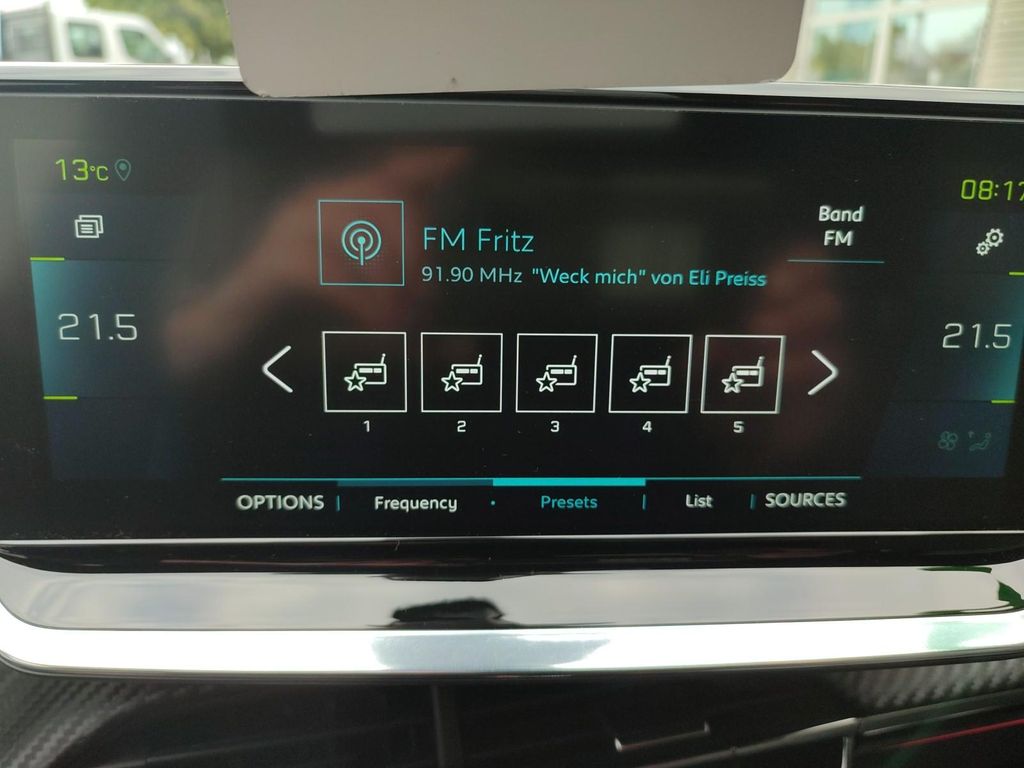 13°C
08:17
Band
FM
FM Fritz
91.90 MHz "Weck mich" von Eli Preiss
21.5
21.5
1 2 3 4 5
OPTIONS | Frequency • Presets | List | SOURCES